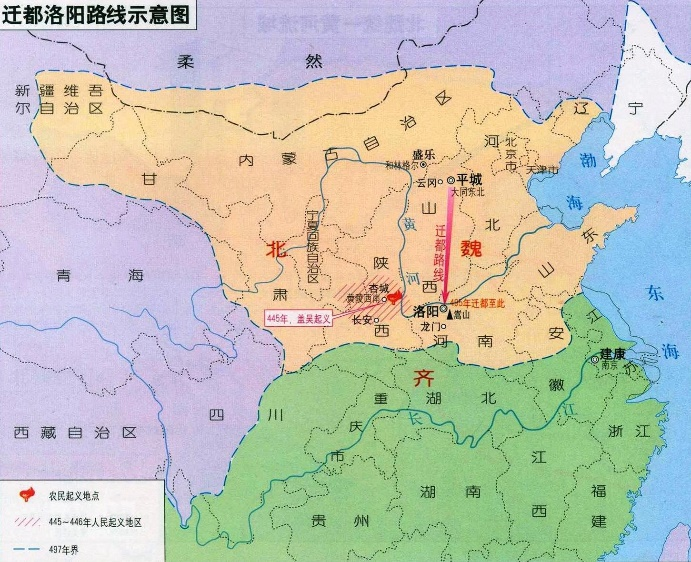 迁都洛阳路线示意图
柔然
新疆维吾
尔自治区
辽宁
内蒙古自治区
河北
北京市
天津市
渤海
盛乐
和林格尔
云冈
平城
大同东北
甘肃
宁夏回族自治区
山西
黄河
迁都路线
北魏
山东
青海
陕西
杏城
黄陵西南
445年，盖吴起义
长安
洛阳
495年迁都至此
嵩山
龙门
河南
东海
安徽
江苏
建康
南京
齐
四川
重庆市
湖北
长江
西藏自治区
浙江
湖南
江西
福建
贵州
农民起义地点
445～446年人民起义地区
497年界